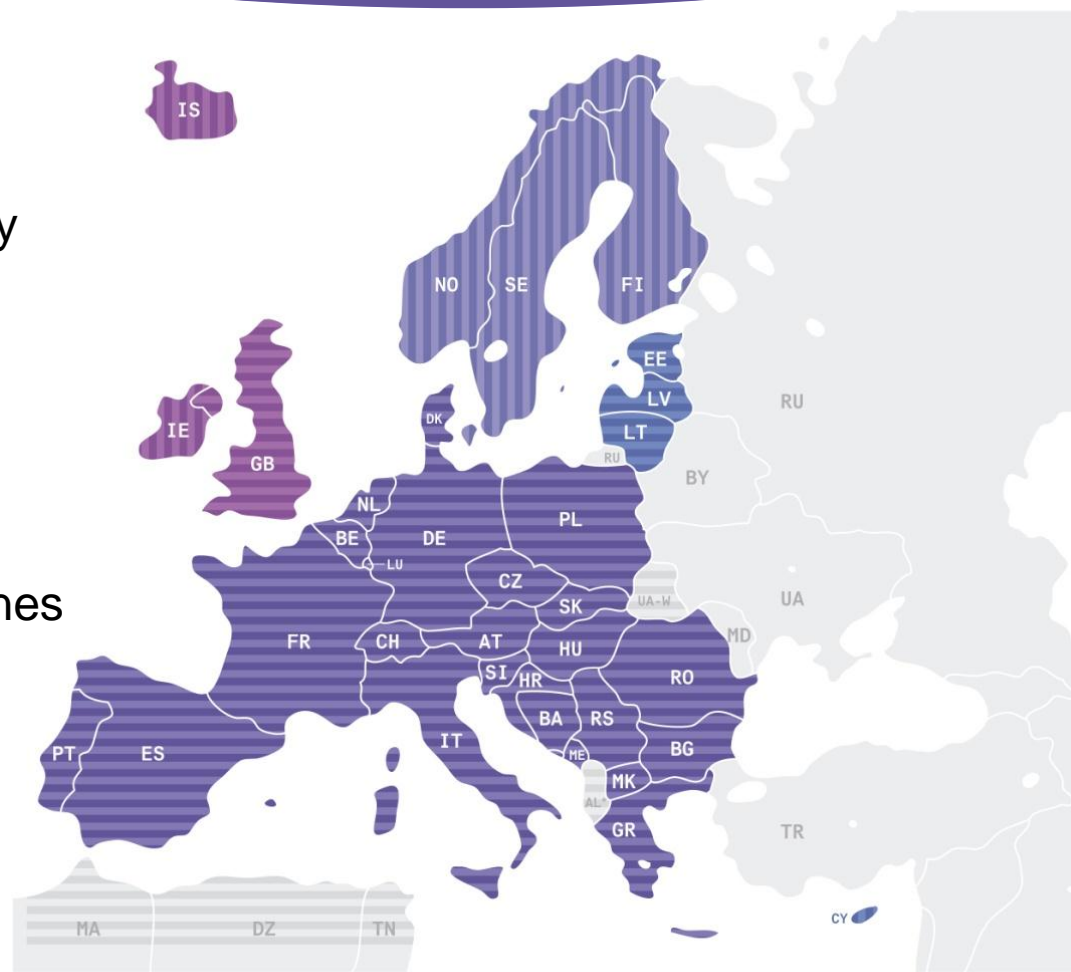 IS
y
NO
SE
FI
EE
LV
RU
DK
LT
IE
RU
GB
BY
NL
PL
BE
DE
LU
CZ
UA-W
UA
SK
nes
MD
FR
CH
AT
HU
SI
HR
RO
BA
RS
PT
ES
IT
BG
ME
MK
AL*
GR
TR
CY
MA
DZ
TN